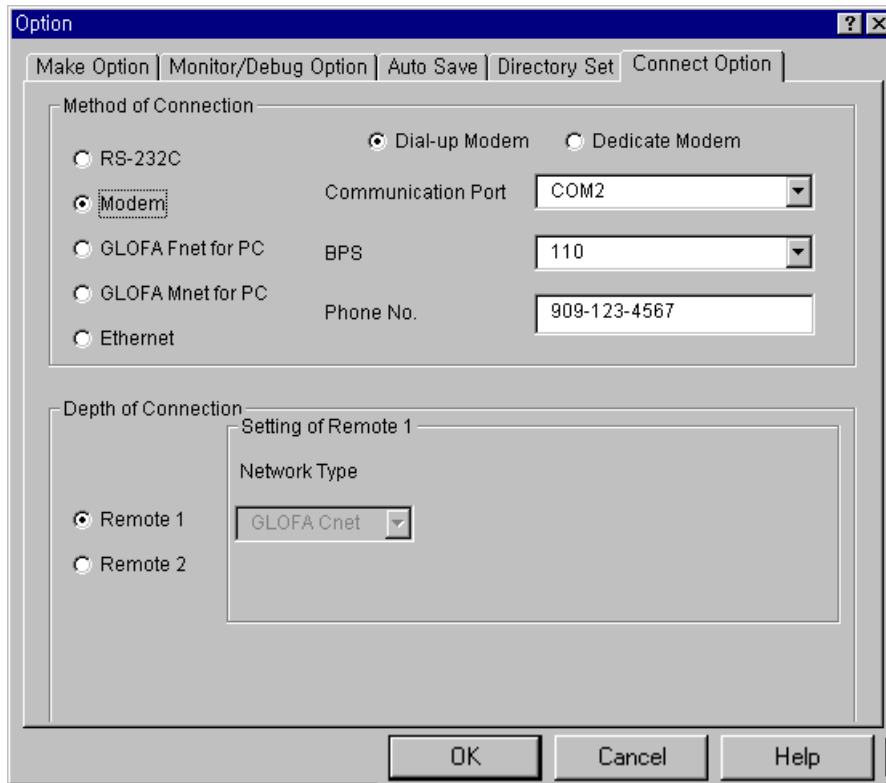 Option
Make Option Monitor/Debug Option Auto Save Directory Set Connect Option
Method of Connection
Dial-up Modem Dedicate Modem
RS-232C
Modem
GLOFA Fnet for PC
GLOFA Mnet for PC
Ethernet
Communication Port COM2
BPS 110
Phone No. 909-123-4567
Depth of Connection
Remote 1
Remote 2
Setting of Remote 1
Network Type
GLOFA Cnet
OK Cancel Help